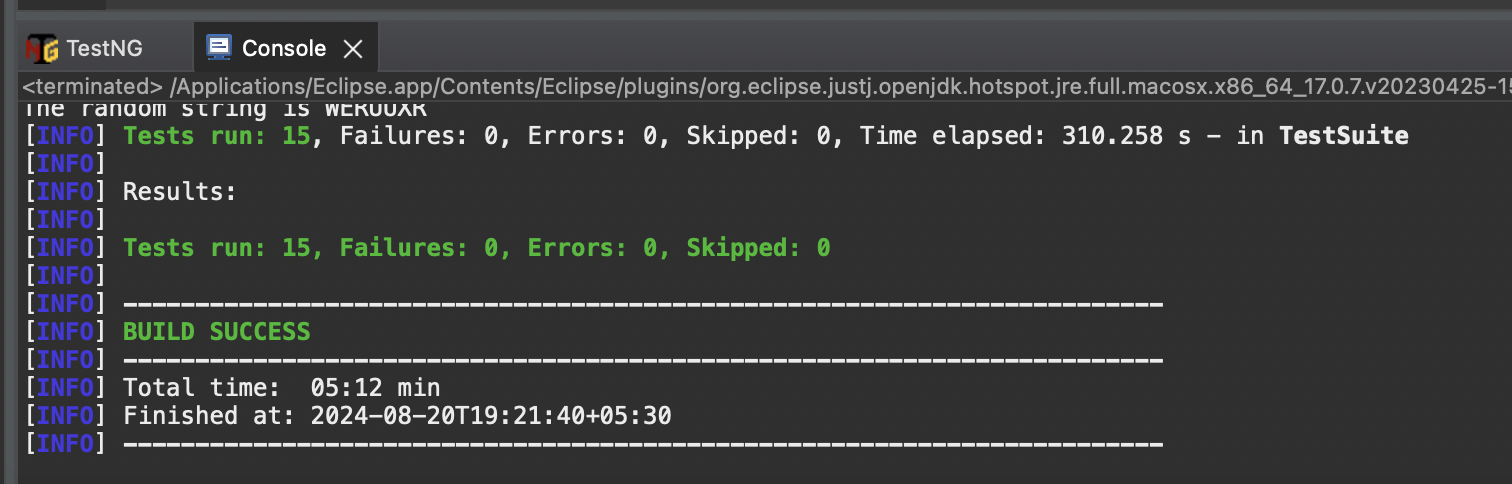 TestNG
Console
<terminated> /Applications/Eclipse.app/Contents/Eclipse/plugins/org.eclipse.justj.openjdk.hotspot.jre.full.macosx.x86_64_17.0.7.v20230425-15
The random string is
[INFO] Tests run: 15, Failures: 0, Errors: 0, Skipped: 0, Time elapsed: 310.258 s - in TestSuite
[INFO]
[INFO] Results:
[INFO]
[INFO] Tests run: 15, Failures: 0, Errors: 0, Skipped: 0
[INFO]
[INFO] ------------------------------------------------------------------------
[INFO] BUILD SUCCESS
[INFO] ------------------------------------------------------------------------
[INFO] Total time:  05:12 min
[INFO] Finished at: 2024-08-20T19:21:40+05:30
[INFO] ------------------------------------------------------------------------